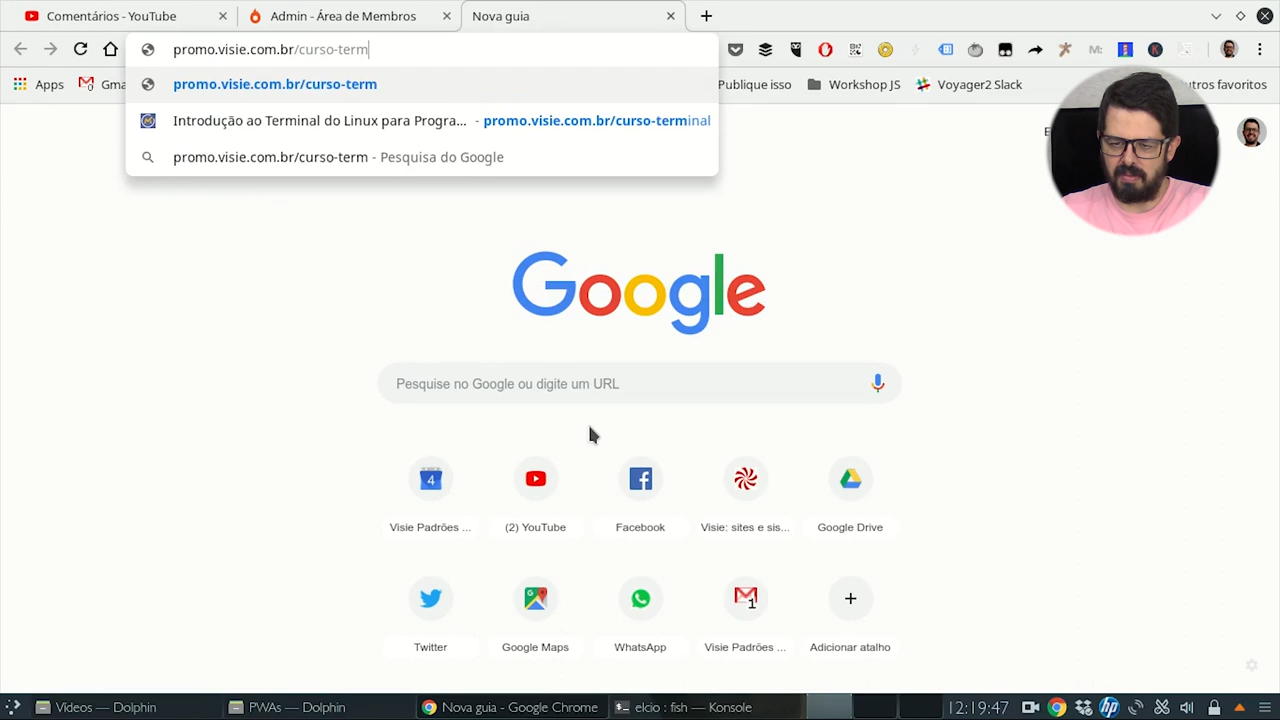 Comentários - YouTube
Admin - Área de Membros
Nova guia
promo.visie.com.br/curso-term
Apps
Gma
Publique isso
Workshop JS
Voyager2 Slack
utros favoritos
promo.visie.com.br/curso-term
Introdução ao Terminal do Linux para Progra... - promo.visie.com.br/curso-terminal
promo.visie.com.br/curso-term - Pesquisa do Google
Google
Pesquise no Google ou digite um URL
4
Visie Padrões ...
(2) YouTube
Facebook
Visie: sites e sis...
Google Drive
1
Twitter
Google Maps
WhatsApp
Visie Padrões ...
Adicionar atalho
Vídeos — Dolphin
PWAs — Dolphin
Nova guia - Google Chrome
elcio : fish — Konsole
12:19:47